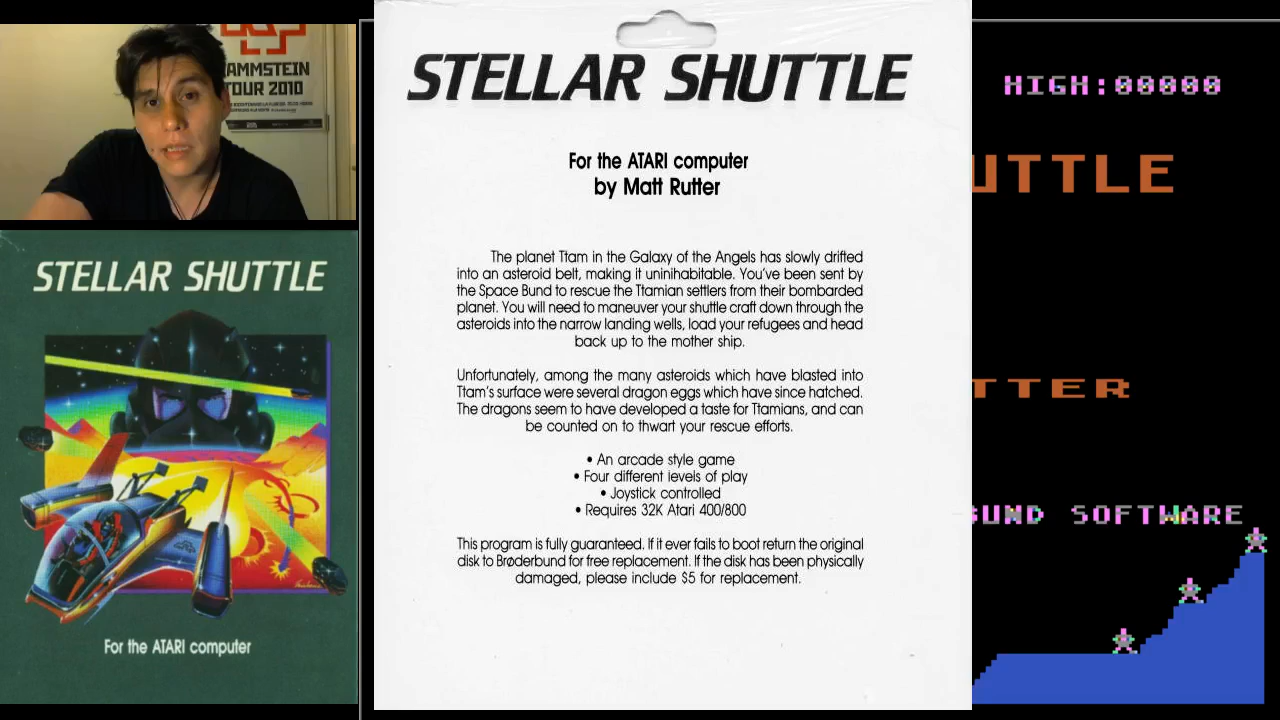 AMMSTEIN
TOUR 2010
STELLAR SHUTTLE
For the ATARI computer
STELLAR SHUTTLE
For the ATARI computer
by Matt Rutter
The planet Ttam in the Galaxy of the Angels has slowly drifted
into an asteroid belt, making it uninihabitable. You've been sent by
the Space Bund to rescue the Ttamian settlers from their bombarded
planet. You will need to maneuver your shuttle craft down through the
asteroids into the narrow landing wells, load your refugees and head
back up to the mother ship.
Unfortunately, among the many asteroids which have blasted into
Ttam's surface were several dragon eggs which have since hatched.
The dragons seem to have developed a taste for Ttamians, and can
be counted on to thwart your rescue efforts.
• An arcade style game
• Four different levels of play
• Joystick controlled
• Requires 32K Atari 400/800
This program is fully guaranteed. If it ever fails to boot return the original
disk to Brøderbund for free replacement. If the disk has been physically
damaged, please include $5 for replacement.
HIGH:00000
UTTLE
TTER
BUND SOFTWARE